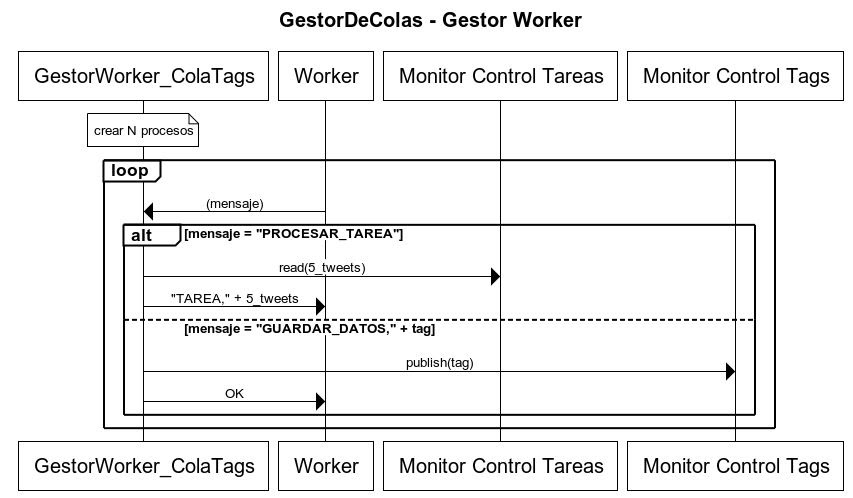 GestorDeColas - Gestor Worker
GestorWorker_ColaTags
Worker
Monitor Control Tareas
Monitor Control Tags
crear N procesos
loop
(mensaje)
alt
[mensaje = "PROCESAR_TAREA"]
read(5_tweets)
"TAREA," + 5_tweets
[mensaje = "GUARDAR_DATOS," + tag]
publish(tag)
OK
GestorWorker_ColaTags
Worker
Monitor Control Tareas
Monitor Control Tags